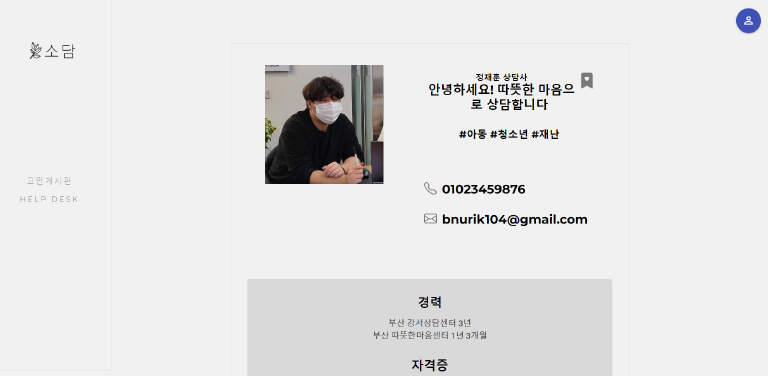 소담
고민게시판
HELP DESK
정재훈 상담사
안녕하세요! 따뜻한 마음으
로 상담합니다
#아동 #청소년 #재난
01023459876
bnurik104@gmail.com
경력
부산 강서상담센터 3년
부산 따뜻한마음센터 1년 3개월
자격증